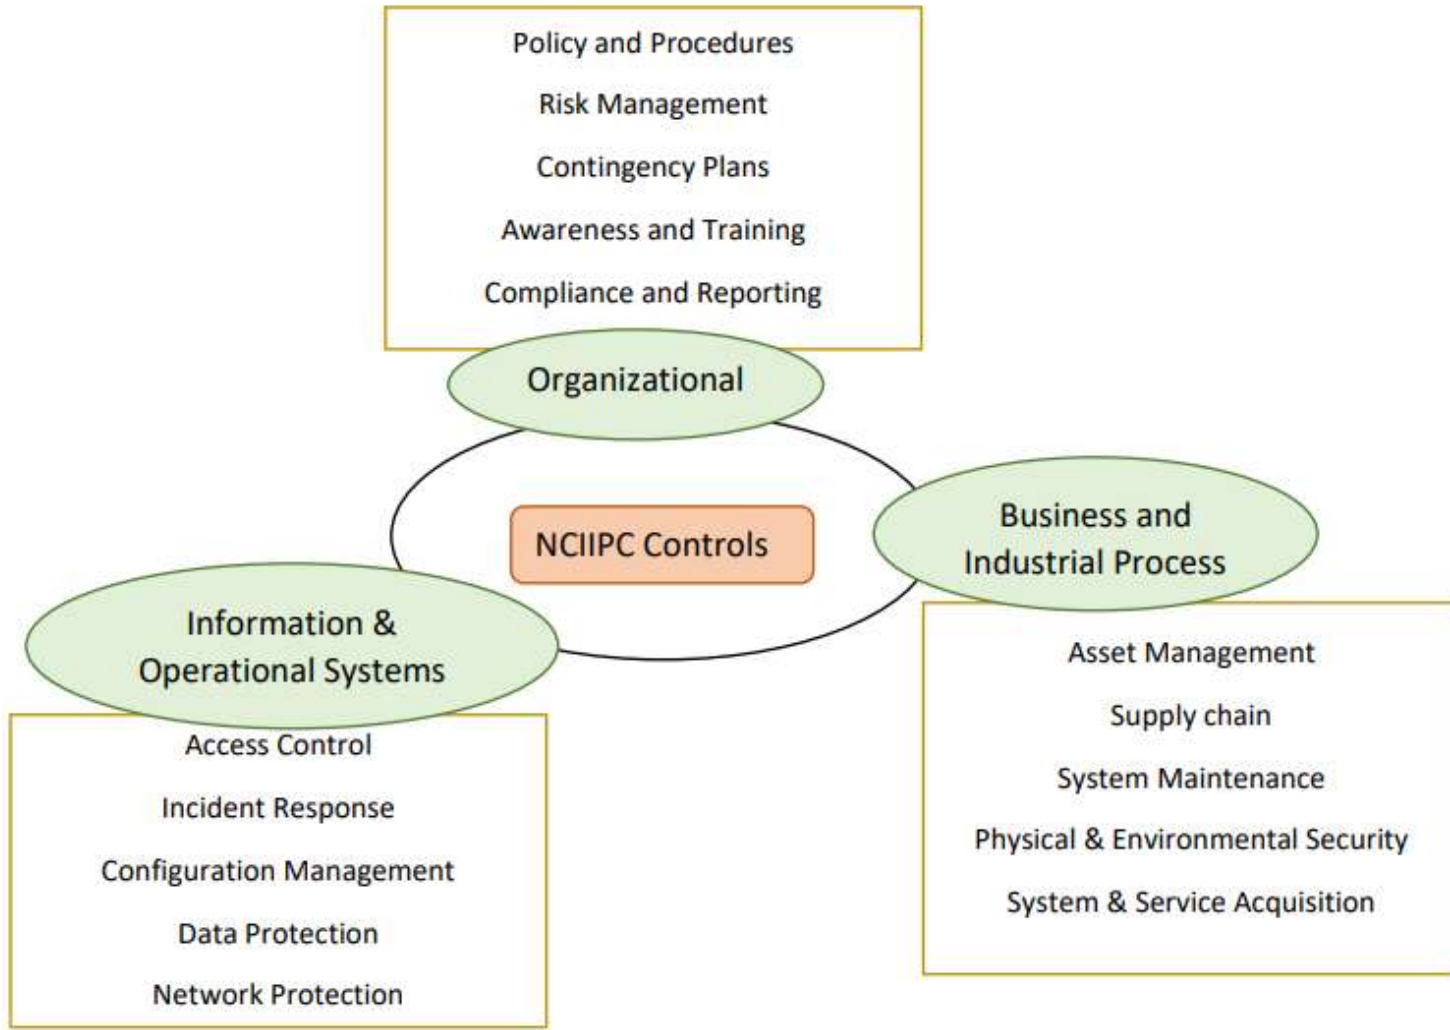 Policy and Procedures
Risk Management
Contingency Plans
Awareness and Training
Compliance and Reporting
Organizational
NCIIPC Controls
Business and
Industrial Process
Asset Management
Supply chain
System Maintenance
Physical & Environmental Security
System & Service Acquisition
Information &
Operational Systems
Access Control
Incident Response
Configuration Management
Data Protection
Network Protection